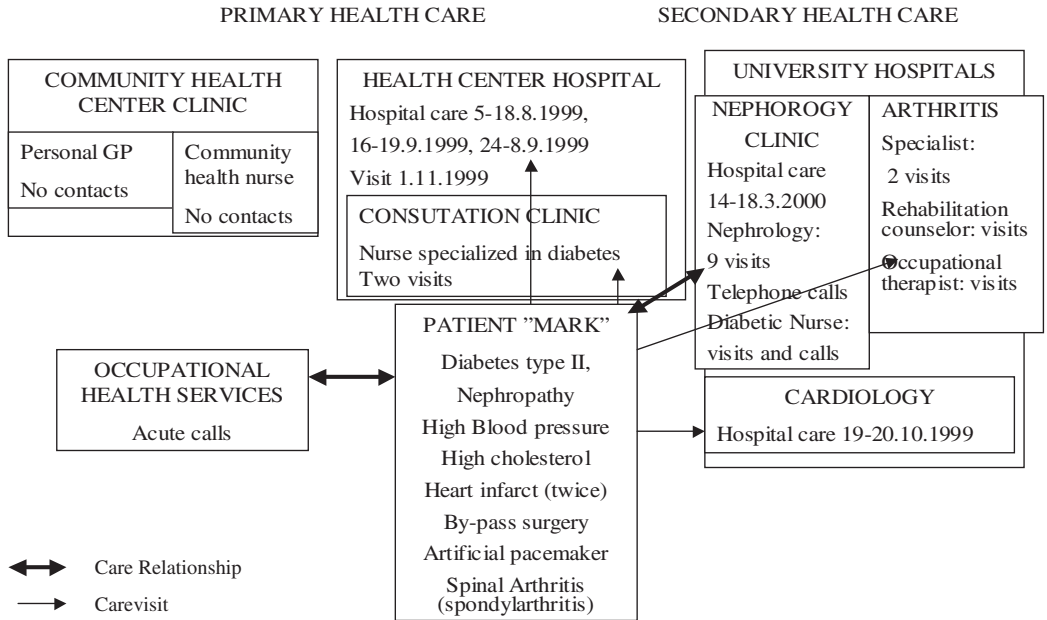 PRIMARY HEALTH CARE
SECONDARY HEALTH CARE
COMMUNITY HEALTH
CENTER CLINIC
Personal GP
No contacts
Community
health nurse
No contacts
HEALTH CENTER HOSPITAL
Hospital care 5-18.8.1999,
16-19.9.1999, 24-8.9.1999
Visit 1.11.1999
CONSUTATION CLINIC
Nurse specialized in diabetes
Two visits
UNIVERSITY HOSPITALS
NEPHOROGY
CLINIC
Hospital care
14-18.3.2000
Nephrology:
9 visits
Telephone calls
Diabetic Nurse:
visits and calls
ARTHRITIS
Specialist:
2 visits
Rehabilitation
counselor: visits
Occupational
therapist: visits
CARDIOLOGY
Hospital care 19-20.10.1999
OCCUPATIONAL
HEALTH SERVICES
Acute calls
PATIENT ”MARK”
Diabetes type II,
Nephropathy
High Blood pressure
High cholesterol
Heart infarct (twice)
By-pass surgery
Artificial pacemaker
Spinal Arthritis
(spondylarthritis)
Care Relationship
Carevisit